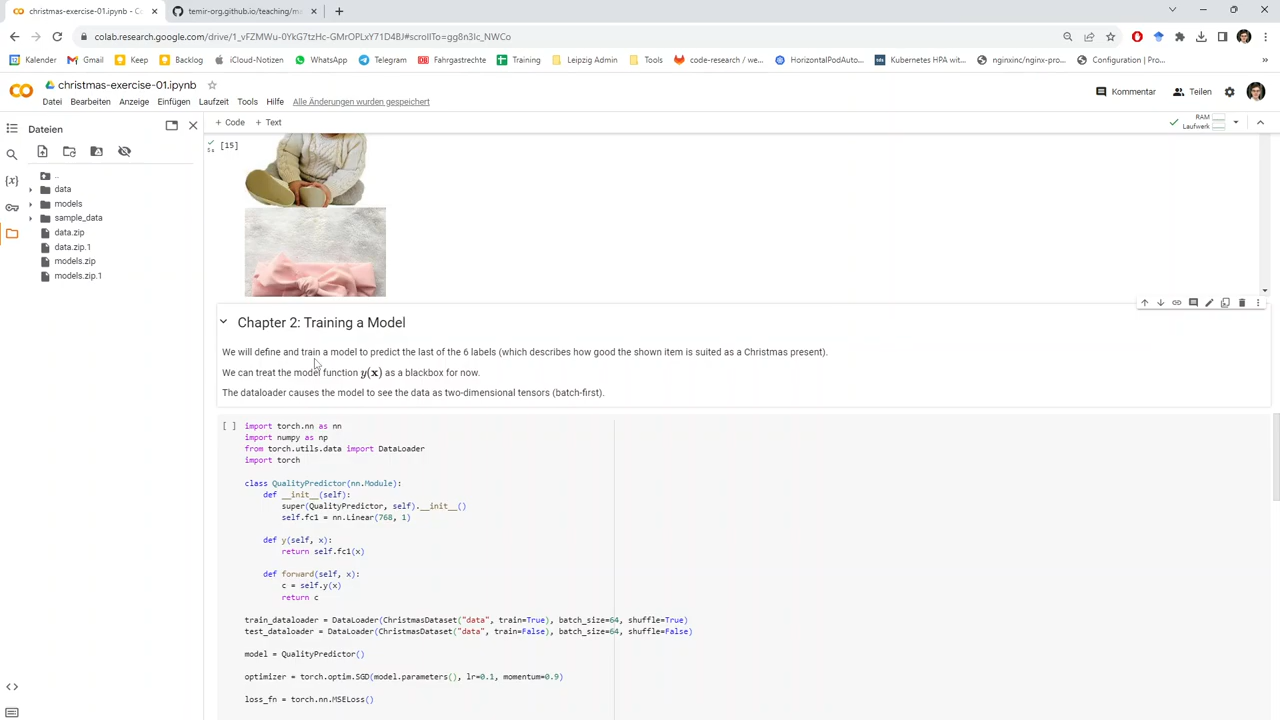 christmas-exercise-01.ipynb
temir-org.github.io/teaching/ma
colab.research.google.com/drive/1_vFZMWu-0YkG7tzHc-GMrOPLxY71D4BJ#scrollTo=gg8n3Ic_NWCo
Kalender Gmail Keep Backlog iCloud-Notizen WhatsApp Telegram Fahrgastrechte Training Leipzig Admin Tools code-research / we... HorizontalPodAuto... Kubernetes HPA wit... nginxinc/nginx-pro... Configuration | Pro... »
christmas-exercise-01.ipynb
Datei Bearbeiten Anzeige Einfügen Laufzeit Tools Hilfe Alle Änderungen wurden gespeichert
Kommentar Teilen
Dateien
+ Code + Text
RAM
Laufwerk
[15]
..
data
models
sample_data
data.zip
data.zip.1
models.zip
models.zip.1
Chapter 2: Training a Model
We will define and train a model to predict the last of the 6 labels (which describes how good the shown item is suited as a Christmas present).
We can treat the model function y(x) as a blackbox for now.
The dataloader causes the model to see the data as two-dimensional tensors (batch-first).
[ ] import torch.nn as nn
import numpy as np
from torch.utils.data import DataLoader
import torch
class QualityPredictor(nn.Module):
def __init__(self):
super(QualityPredictor, self).__init__()
self.fc1 = nn.Linear(768, 1)
def y(self, x):
return self.fc1(x)
def forward(self, x):
c = self.y(x)
return c
train_dataloader = DataLoader(ChristmasDataset("data", train=True), batch_size=64, shuffle=True)
test_dataloader = DataLoader(ChristmasDataset("data", train=False), batch_size=64, shuffle=False)
model = QualityPredictor()
optimizer = torch.optim.SGD(model.parameters(), lr=0.1, momentum=0.9)
loss_fn = torch.nn.MSELoss()